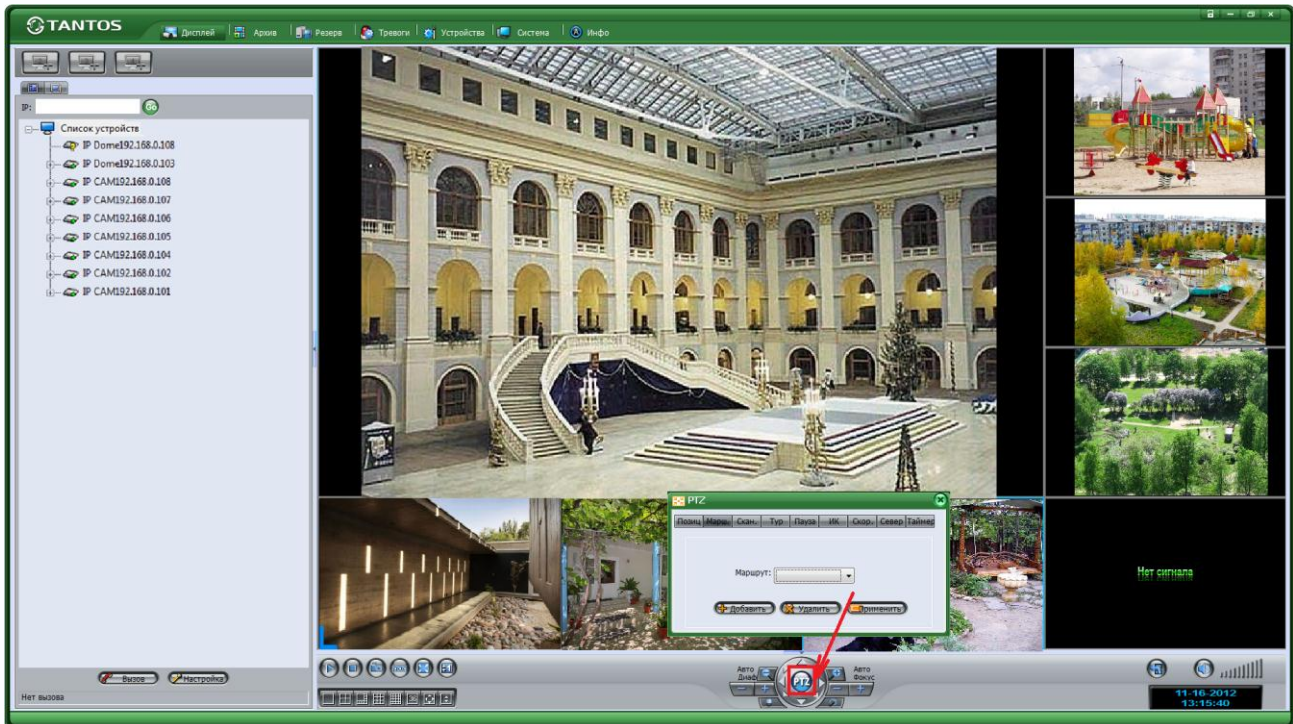 TANTOS
Дисплей
Архив
Резерв
Тревоги
Устройства
Система
Инфо
IP:
Go
Список устройств
IP Dome192.168.0.108
IP Dome192.168.0.103
IP CAM192.168.0.108
IP CAM192.168.0.107
IP CAM192.168.0.106
IP CAM192.168.0.105
IP CAM192.168.0.104
IP CAM192.168.0.102
IP CAM192.168.0.101
PTZ
Позиц Марш. Скан. Тур Пауза ИК Скор. Север Таймер
Маршрут:
Добавить Удалить Применить
Нет сигнала
Вызов Настройка
Нет вызова
Авто
Диаф
PTZ
Авто
Фокус
11-16-2012
13:15:40